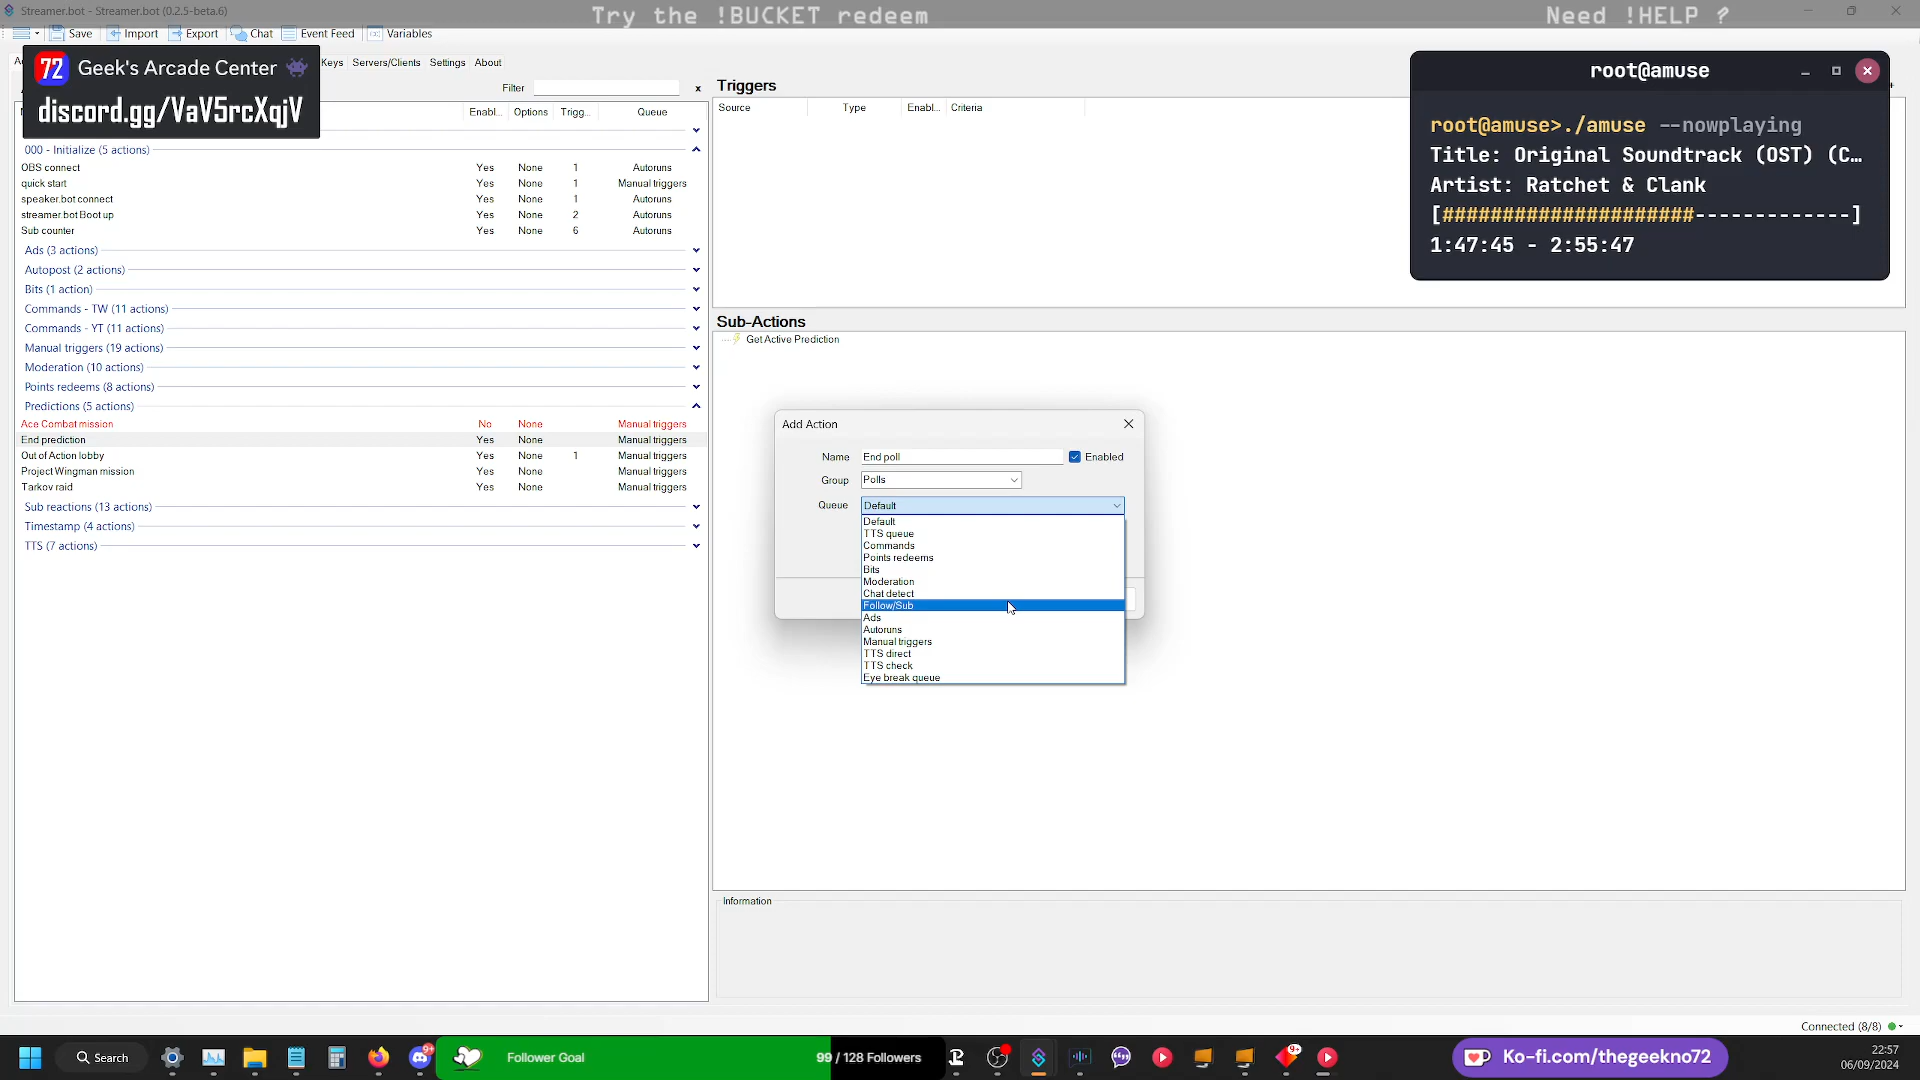 Streamer.bot - Streamer.bot (0.2.5-beta.6)
Try the !BUCKET redeem
Need !HELP ?
Save
Import
Export
Chat
Event Feed
Variables
Keys
Servers/Clients
Settings
About
72 Geek's Arcade Center
discord.gg/VaV5rcXqjV
Filter
x
Enabl... Options Trigg... Queue
000 - Initialize (5 actions)
OBS connect Yes None 1 Autoruns
quick start Yes None 1 Manual triggers
speaker.bot connect Yes None 1 Autoruns
streamer.bot Boot up Yes None 2 Autoruns
Sub counter Yes None 6 Autoruns
Ads (3 actions)
Autopost (2 actions)
Bits (1 action)
Commands - TW (11 actions)
Commands - YT (11 actions)
Manual triggers (19 actions)
Moderation (10 actions)
Points redeems (8 actions)
Predictions (5 actions)
Ace Combat mission No None Manual triggers
End prediction Yes None Manual triggers
Out of Action lobby Yes None 1 Manual triggers
Project Wingman mission Yes None Manual triggers
Tarkov raid Yes None Manual triggers
Sub reactions (13 actions)
Timestamp (4 actions)
TTS (7 actions)
Triggers
Source Type Enabl... Criteria
root@amuse
root@amuse>./amuse --nowplaying
Title: Original Soundtrack (OST) (C…
Artist: Ratchet & Clank
[#####################-------------]
1:47:45 - 2:55:47
Sub-Actions
Get Active Prediction
Add Action
Name End poll Enabled
Group Polls
Queue Default
Default
TTS queue
Commands
Points redeems
Bits
Moderation
Chat detect
Follow/Sub
Ads
Autoruns
Manual triggers
TTS direct
TTS check
Eye break queue
Information
Connected (8/8)
Search
9+
Follower Goal
99 / 128 Followers
9+
Ko-fi.com/thegeekno72
22:57
06/09/2024